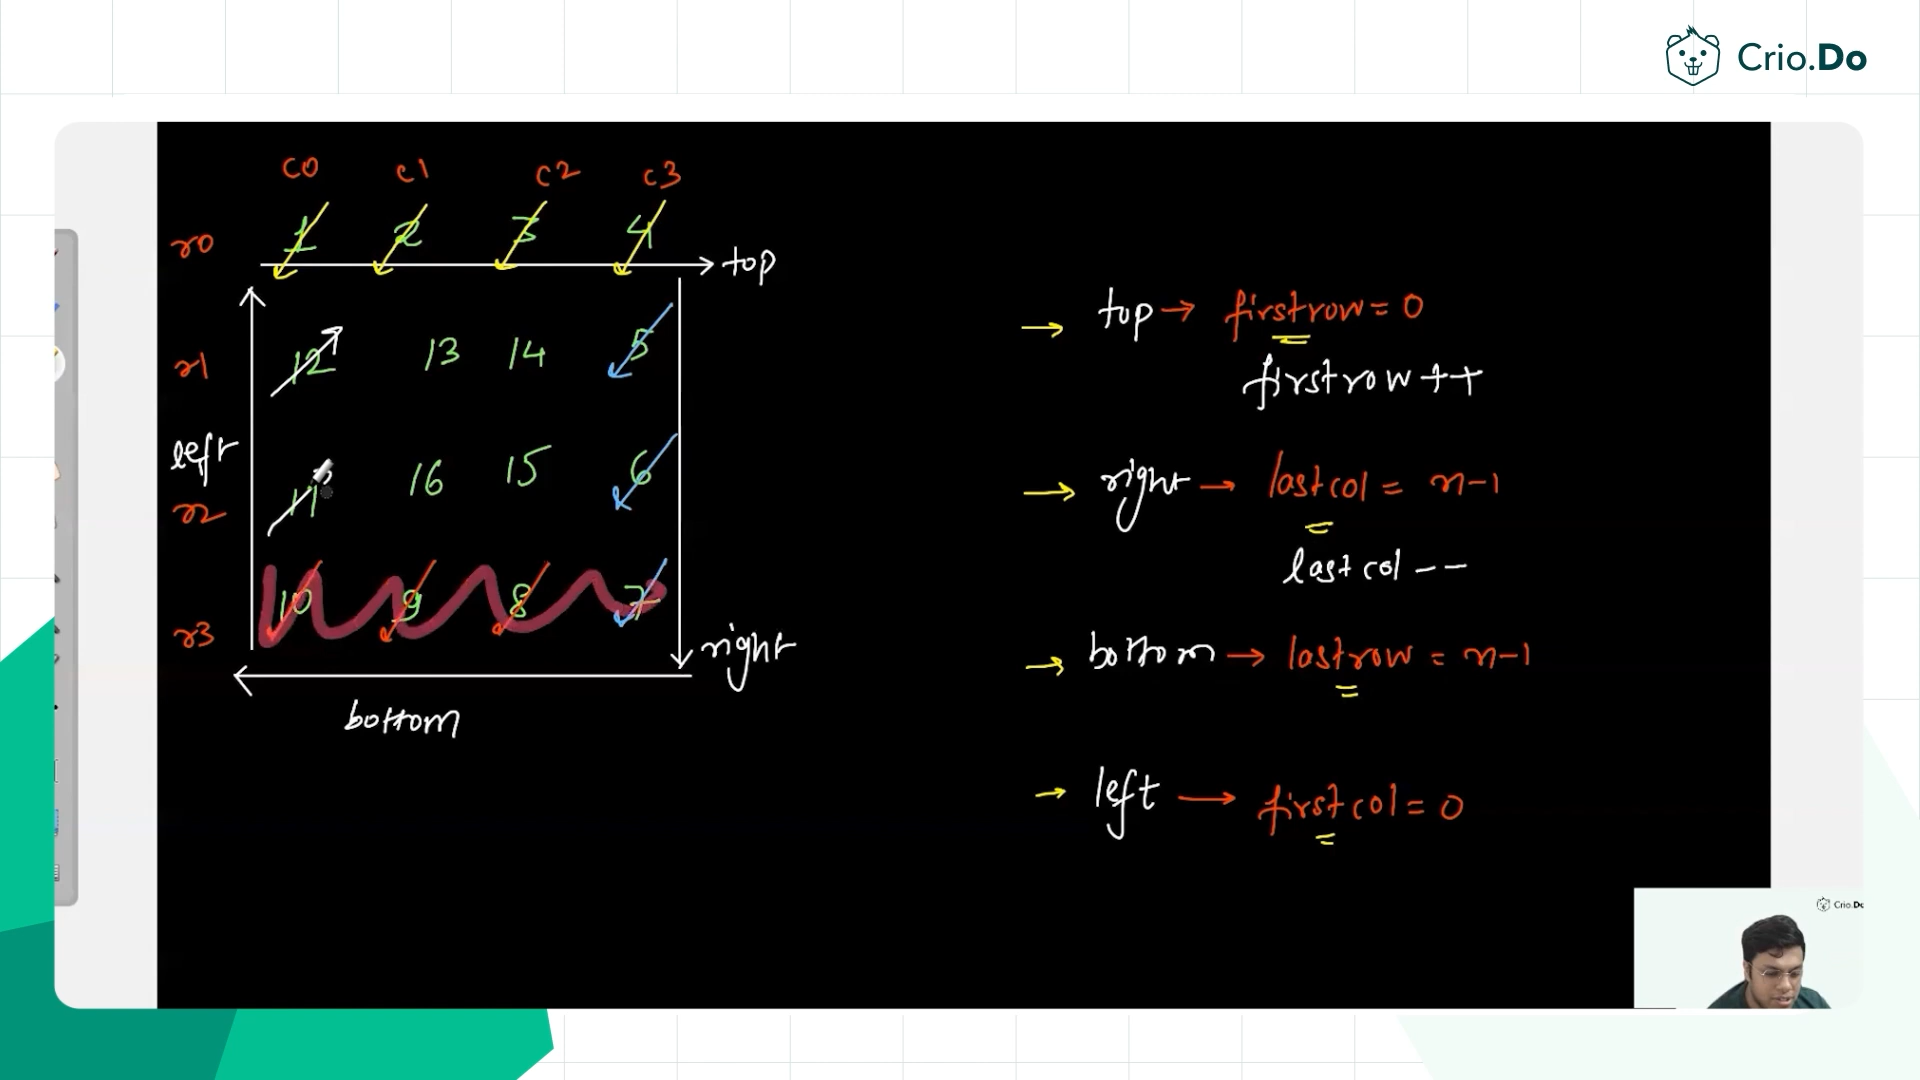 Crio.Do
c0 c1 c2 c3
r0 1 2 3 4
top
r1 12 13 14 5
left
r2 11 16 15 6
r3 10 9 8 7
right
bottom
top → firstrow = 0
firstrow ++
right → lastcol = n-1
lastcol --
bottom → lastrow = n-1
left → firstcol = 0
Crio.Do